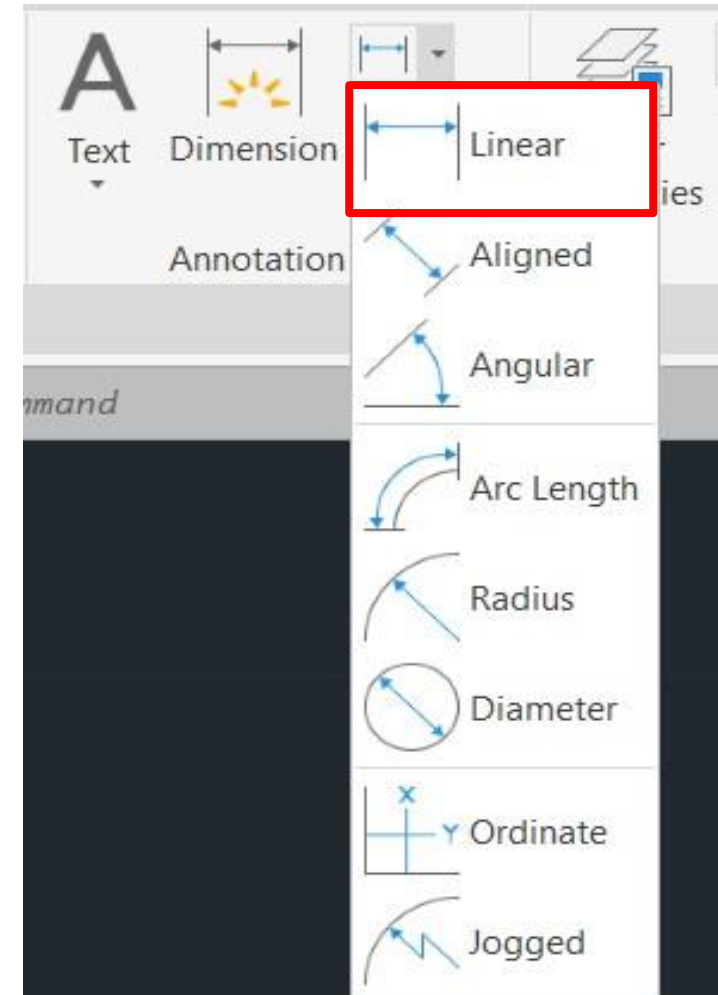 Text
Dimension
Linear
ies
Annotation
Aligned
Angular
mmand
Arc Length
Radius
Diameter
X
Y
Ordinate
Jogged